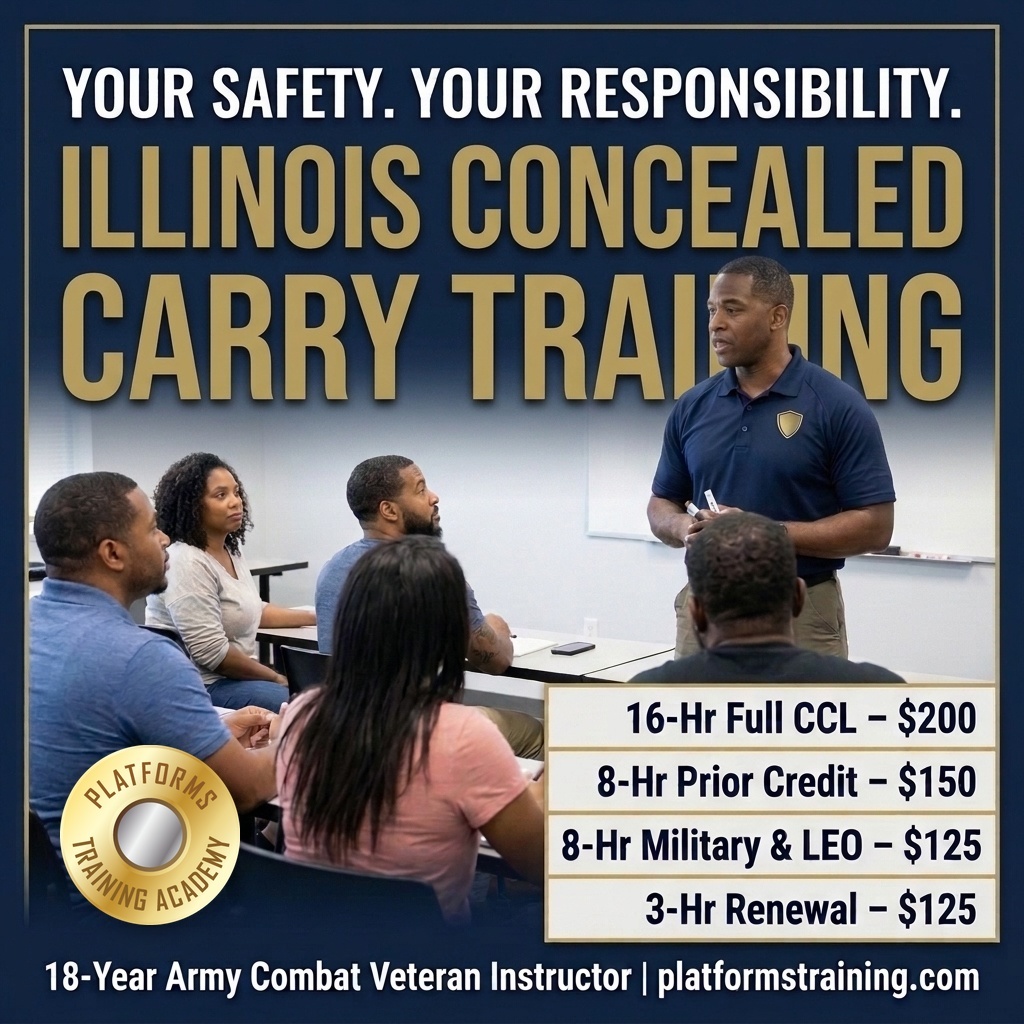 YOUR SAFETY. YOUR RESPONSIBILITY.
ILLINOIS CONCEALED
CARRY TRAINING
16-Hr Full CCL – $200
8-Hr Prior Credit – $150
8-Hr Military & LEO – $125
3-Hr Renewal – $125
PLATFORMS
TRAINING ACADEMY
18-Year Army Combat Veteran Instructor | platformstraining.com